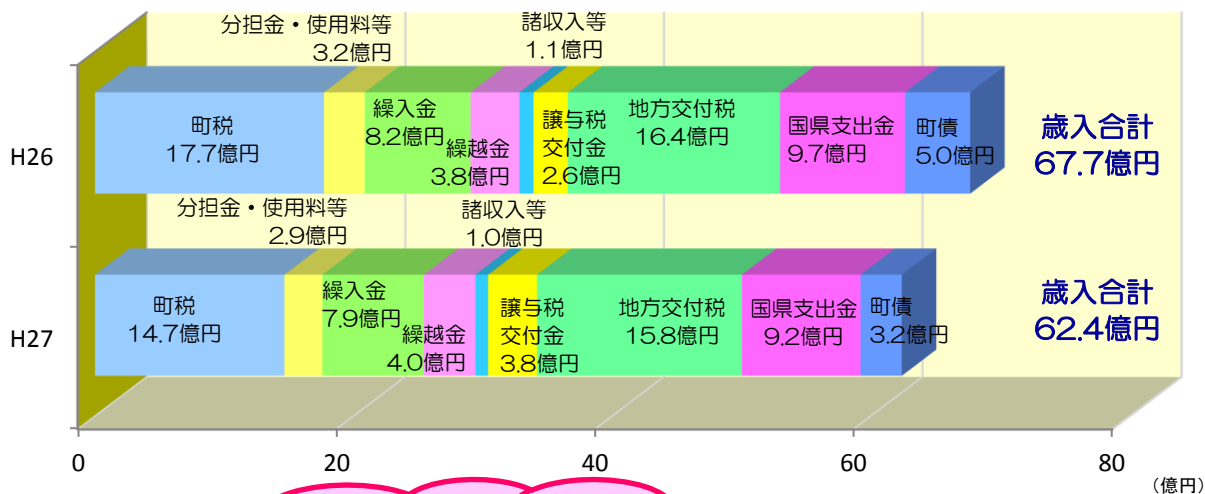 分担金・使用料等
3.2億円
諸収入等
1.1億円
H26
町税
17.7億円
繰入金
8.2億円
繰越金
3.8億円
譲与税
交付金
2.6億円
地方交付税
16.4億円
国県支出金
9.7億円
町債
5.0億円
歳入合計
67.7億円
分担金・使用料等
2.9億円
諸収入等
1.0億円
H27
町税
14.7億円
繰入金
7.9億円
繰越金
4.0億円
譲与税
交付金
3.8億円
地方交付税
15.8億円
国県支出金
9.2億円
町債
3.2億円
歳入合計
62.4億円
0 20 40 60 80
(億円)